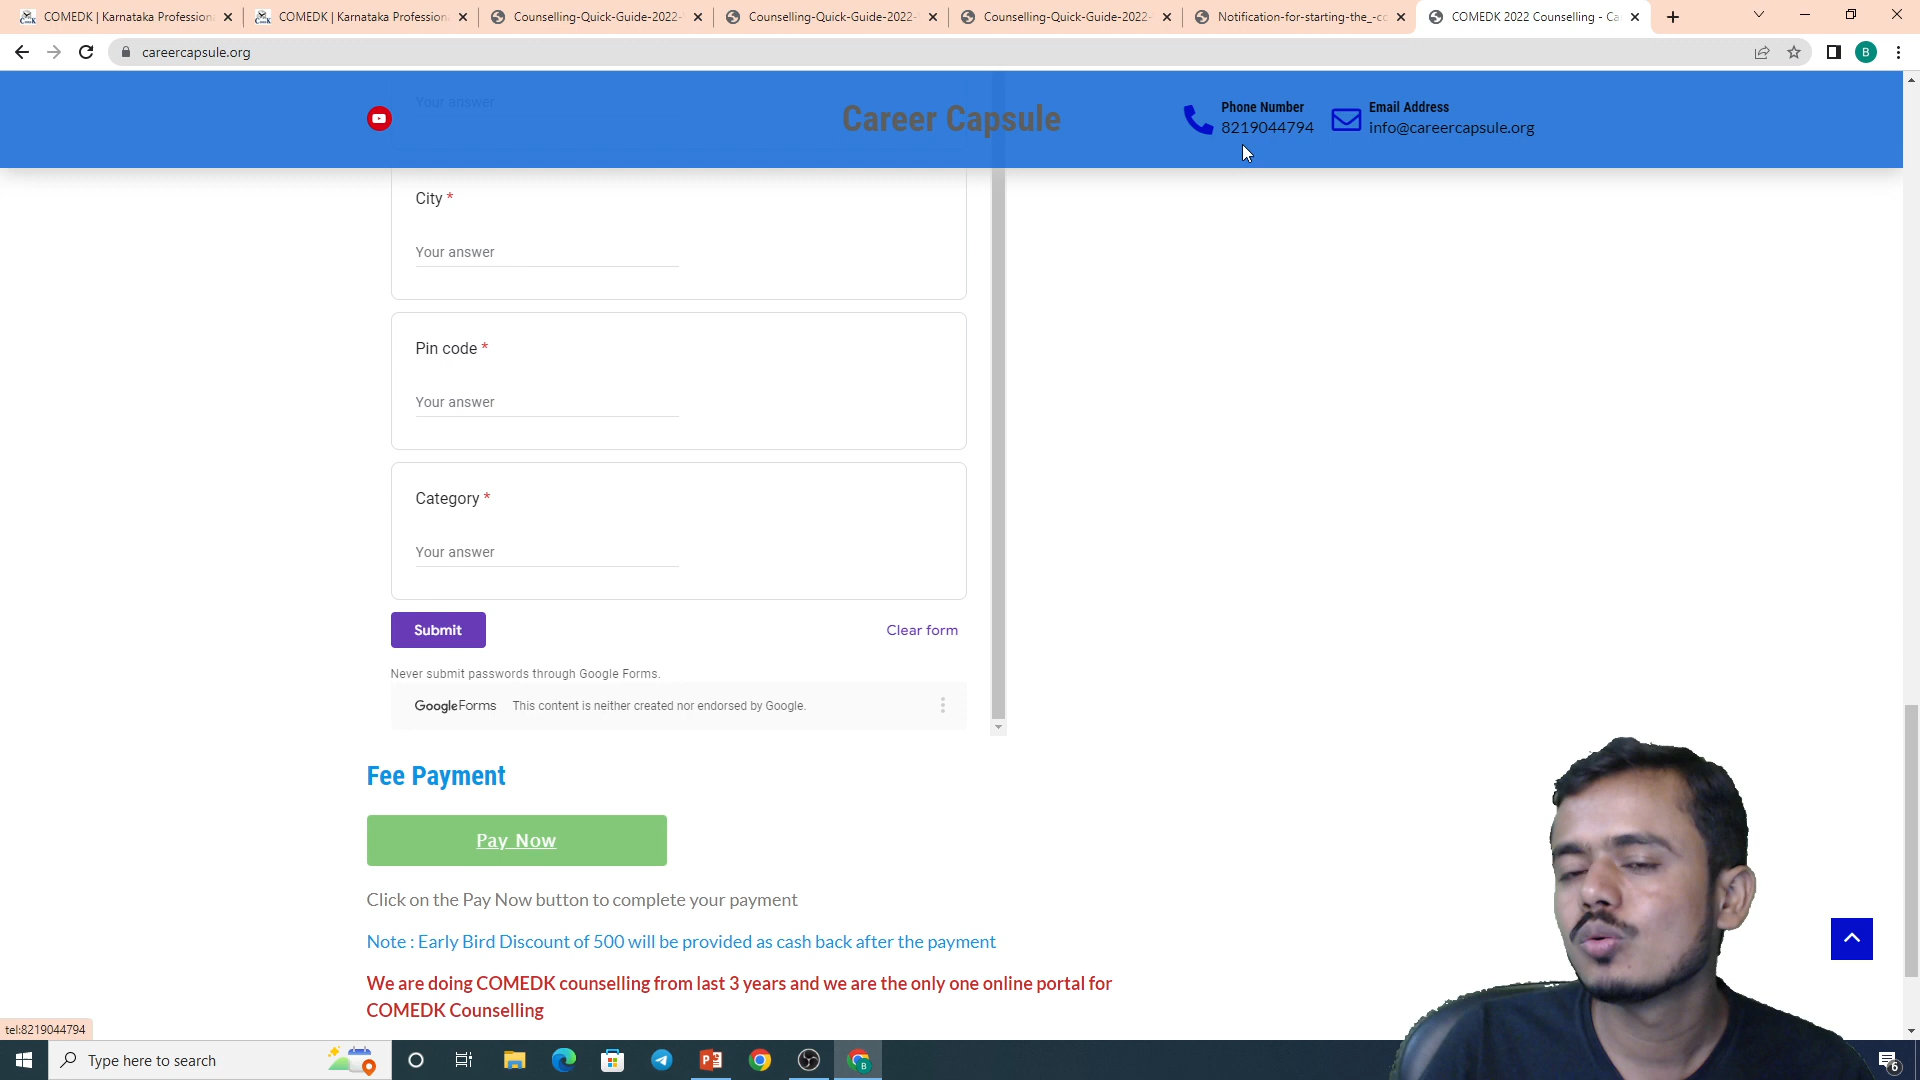 COMEDK | Karnataka Profession
COMEDK | Karnataka Profession
Counselling-Quick-Guide-2022-
Counselling-Quick-Guide-2022-
Counselling-Quick-Guide-2022-
Notification-for-starting-the_-cc
COMEDK 2022 Counselling - Ca
careercapsule.org
B
Your answer
Career Capsule
Phone Number
8219044794
Email Address
info@careercapsule.org
City *
Your answer
Pin code *
Your answer
Category *
Your answer
Submit
Clear form
Never submit passwords through Google Forms.
Google Forms This content is neither created nor endorsed by Google.
Fee Payment
Pay Now
Click on the Pay Now button to complete your payment
Note : Early Bird Discount of 500 will be provided as cash back after the payment
We are doing COMEDK counselling from last 3 years and we are the only one online portal for
COMEDK Counselling
tel:8219044794
Type here to search
B
6